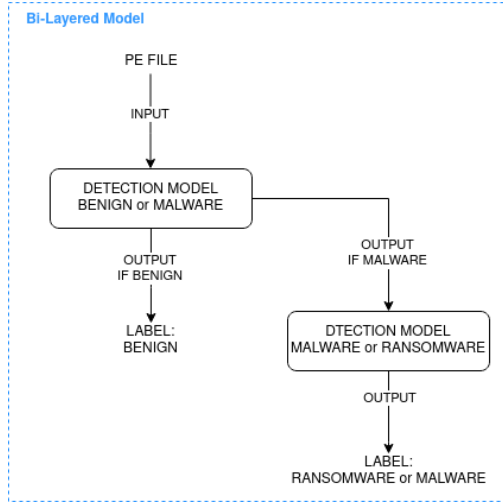 Bi-Layered Model
PE FILE
INPUT
DETECTION MODEL
BENIGN or MALWARE
OUTPUT
IF BENIGN
LABEL:
BENIGN
OUTPUT
IF MALWARE
DTECTION MODEL
MALWARE or RANSOMWARE
OUTPUT
LABEL:
RANSOMWARE or MALWARE